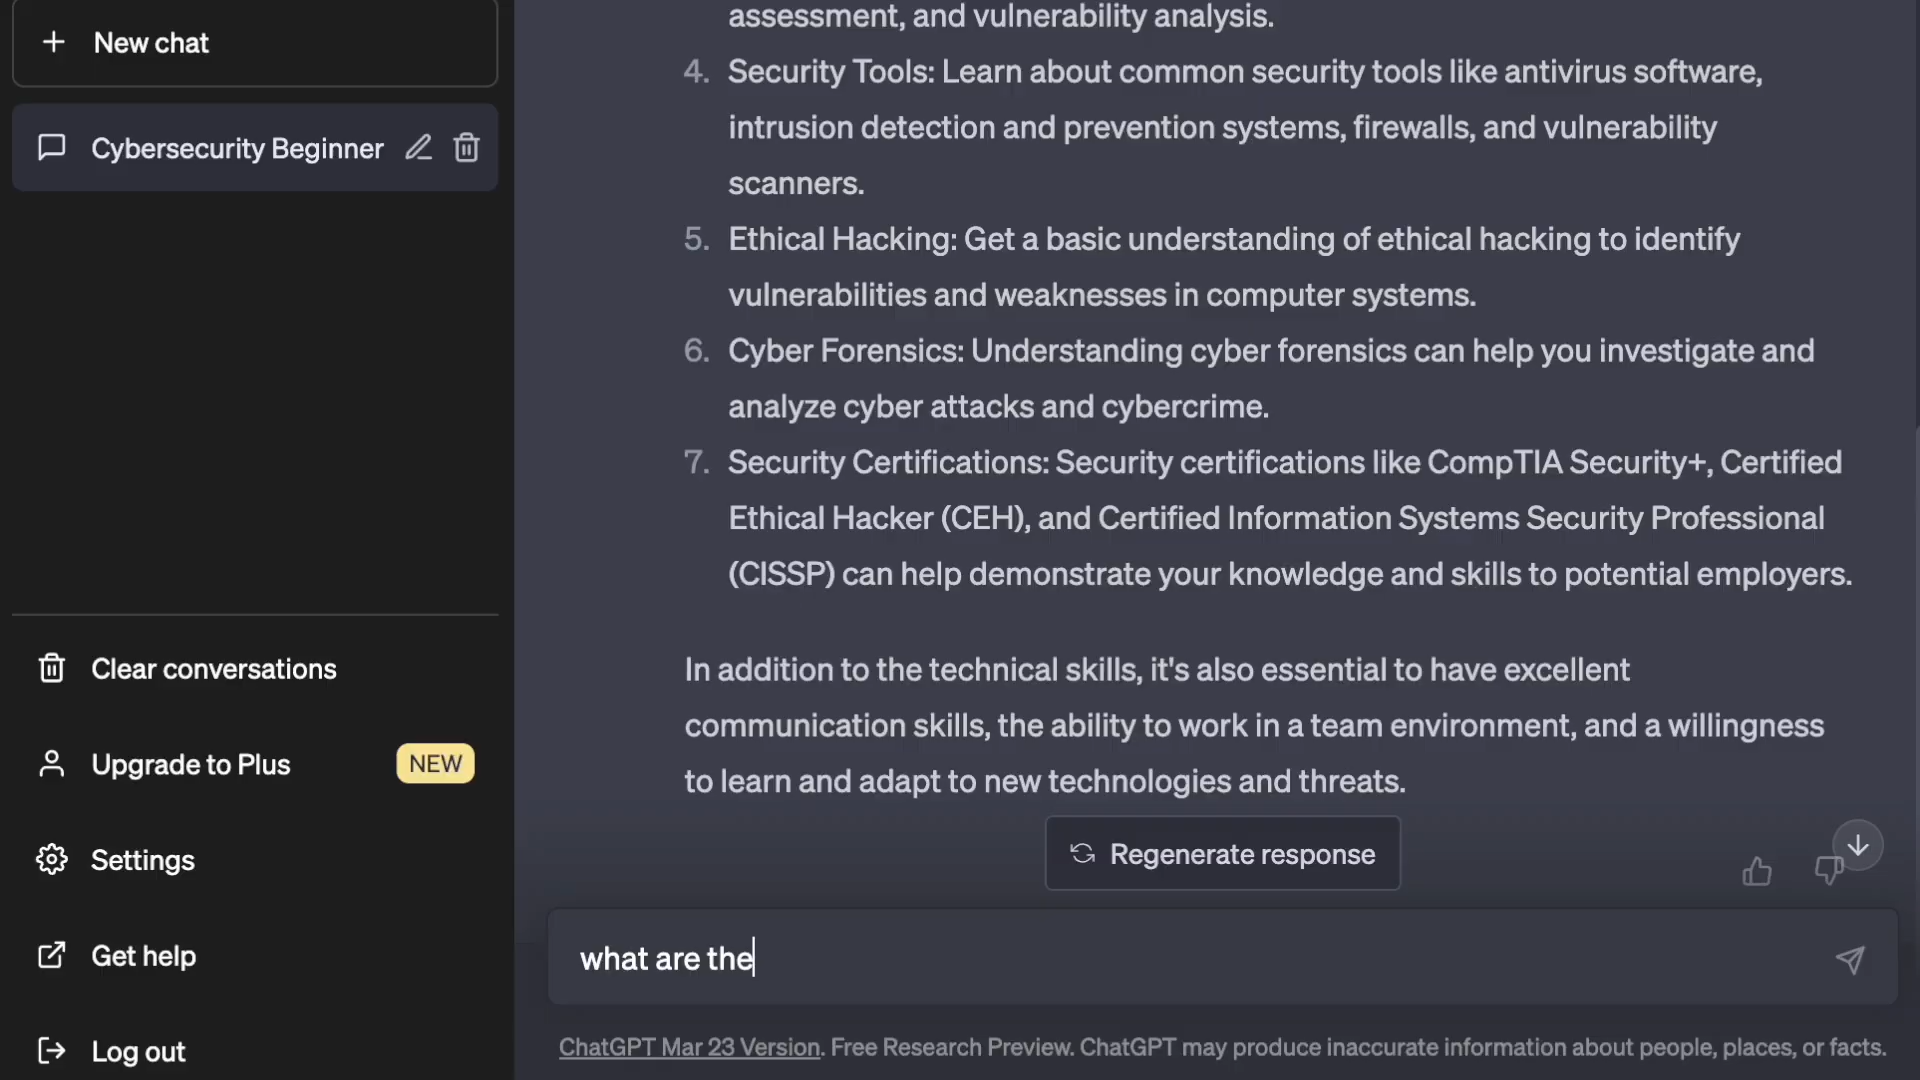 New chat
Cybersecurity Beginner
Clear conversations
Upgrade to Plus NEW
Settings
Get help
Log out
assessment, and vulnerability analysis.
4. Security Tools: Learn about common security tools like antivirus software,
intrusion detection and prevention systems, firewalls, and vulnerability
scanners.
5. Ethical Hacking: Get a basic understanding of ethical hacking to identify
vulnerabilities and weaknesses in computer systems.
6. Cyber Forensics: Understanding cyber forensics can help you investigate and
analyze cyber attacks and cybercrime.
7. Security Certifications: Security certifications like CompTIA Security+, Certified
Ethical Hacker (CEH), and Certified Information Systems Security Professional
(CISSP) can help demonstrate your knowledge and skills to potential employers.
In addition to the technical skills, it's also essential to have excellent
communication skills, the ability to work in a team environment, and a willingness
to learn and adapt to new technologies and threats.
Regenerate response
what are the
ChatGPT Mar 23 Version. Free Research Preview. ChatGPT may produce inaccurate information about people, places, or facts.